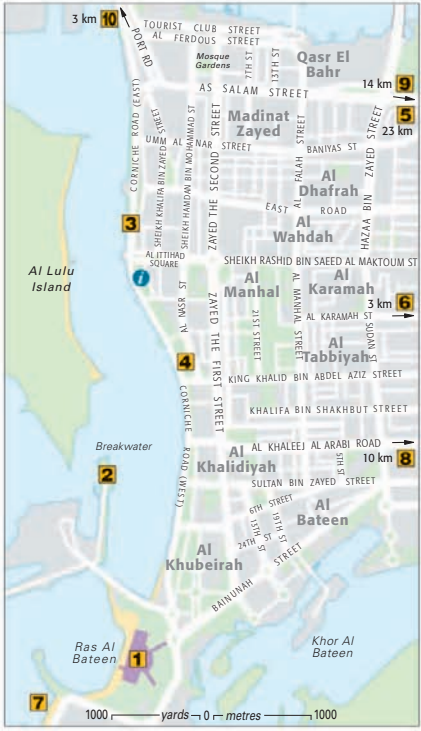 3 km
10
PORT RD
TOURIST CLUB STREET
AL FERDOUS STREET
Mosque
Gardens
7TH ST
13TH ST
Qasr El
Bahr
14 km
9
AS SALAM STREET
5
23 km
CORNICHE ROAD (EAST)
STREET
SHEIKH KHALIFA BIN ZAYED
SHEIKH HAMDAN BIN MOHAMMAD ST
ZAYED THE SECOND STREET
Madinat
Zayed
UMM AL NAR STREET
BANIYAS ST
AL FALAH STREET
HAZAA BIN ZAYED STREET
Al
Dhafrah
EAST ROAD
Al
Wahdah
3
AL ITTIHAD
SQUARE
SHEIKH RASHID BIN SAEED AL MAKTOUM ST
i
Al Lulu
Island
AL NASR ST
ZAYED THE FIRST STREET
Al
Manhal
21ST STREET
AL MANHAL STREET
Al
Karamah
3 km
6
AL KARAMAH ST
SUDAN ST
Al
Tabbiyah
4
KING KHALID BIN ABDEL AZIZ STREET
CORNICHE ROAD (WEST)
KHALIFA BIN SHAKHBUT STREET
Breakwater
2
AL KHALEEJ AL ARABI ROAD
10 km
8
Al
Khalidiyah
5TH ST
SULTAN BIN ZAYED STREET
6TH STREET
15TH ST
19TH ST
24TH ST
Al
Bateen
Al
Khubeirah
BAINUNAH STREET
Ras Al
Bateen
1
Khor Al
Bateen
7
1000 yards 0 metres 1000